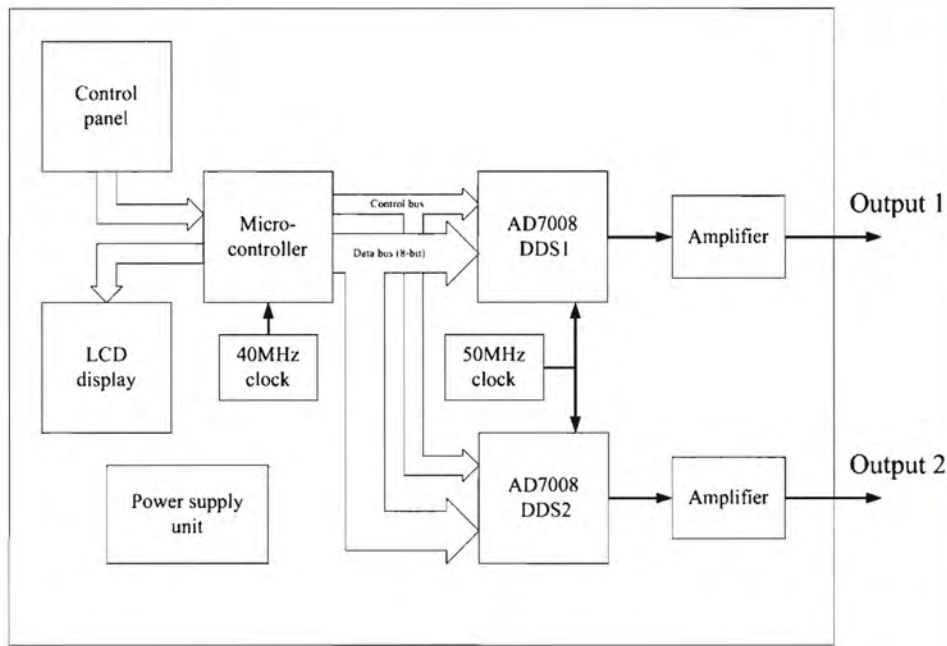 Control
panel
Micro-
controller
Control bus
Data bus (8-bit)
AD7008
DDS1
Amplifier
Output 1
LCD
display
40MHz
clock
50MHz
clock
Power supply
unit
AD7008
DDS2
Amplifier
Output 2